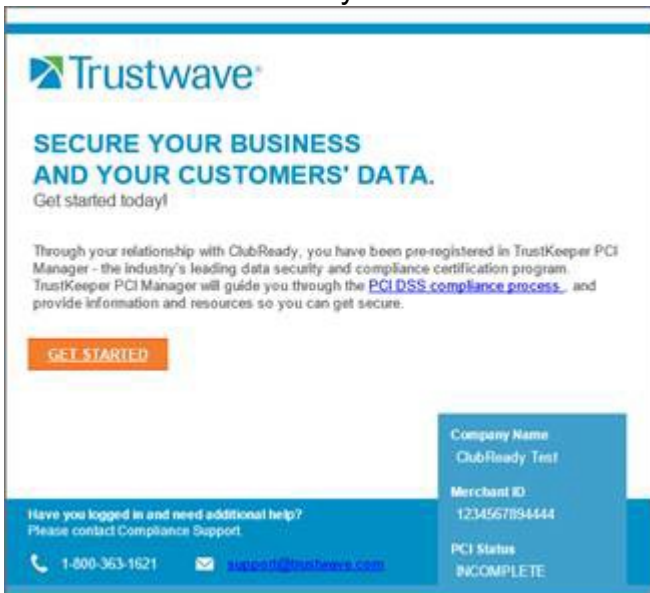 Trustwave
SECURE YOUR BUSINESS
AND YOUR CUSTOMERS' DATA.
Get started today!
Through your relationship with ClubReady, you have been pre-registered in TrustKeeper PCI
Manager - the industry's leading data security and compliance certification program.
TrustKeeper PCI Manager will guide you through the PCI DSS compliance process , and
provide information and resources so you can get secure.
GET STARTED
Company Name
ClubReady Test
Merchant ID
1234567894444
PCI Status
INCOMPLETE
Have you logged in and need additional help?
Please contact Compliance Support.
1-800-363-1621
support@trustwave.com